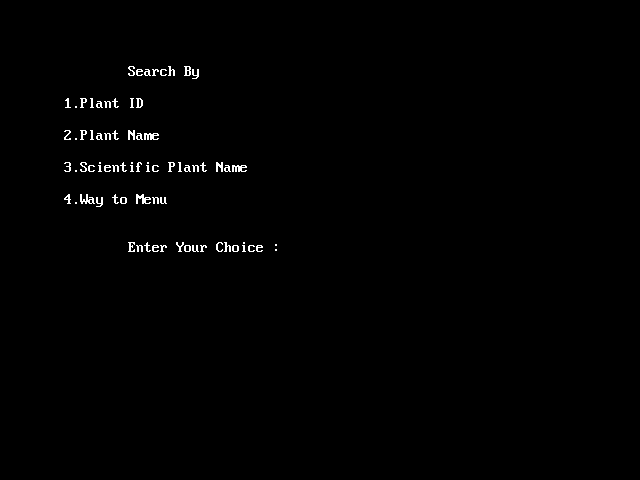 Search By
1.Plant ID
2.Plant Name
3.Scientific Plant Name
4.Way to Menu
Enter Your Choice :